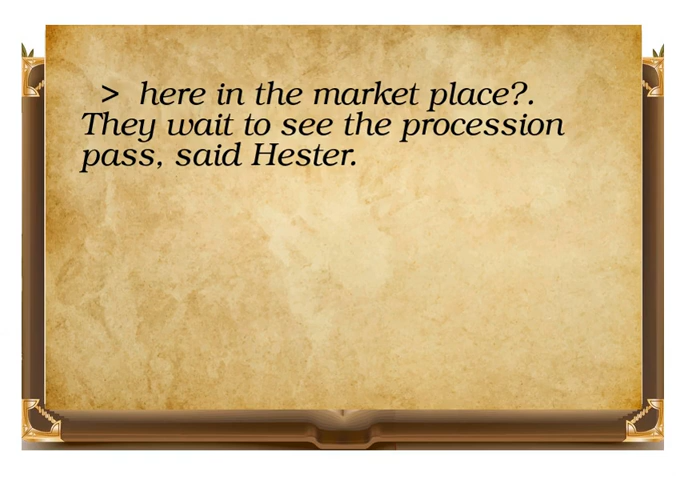 > here in the market place?.
They wait to see the procession
pass, said Hester.